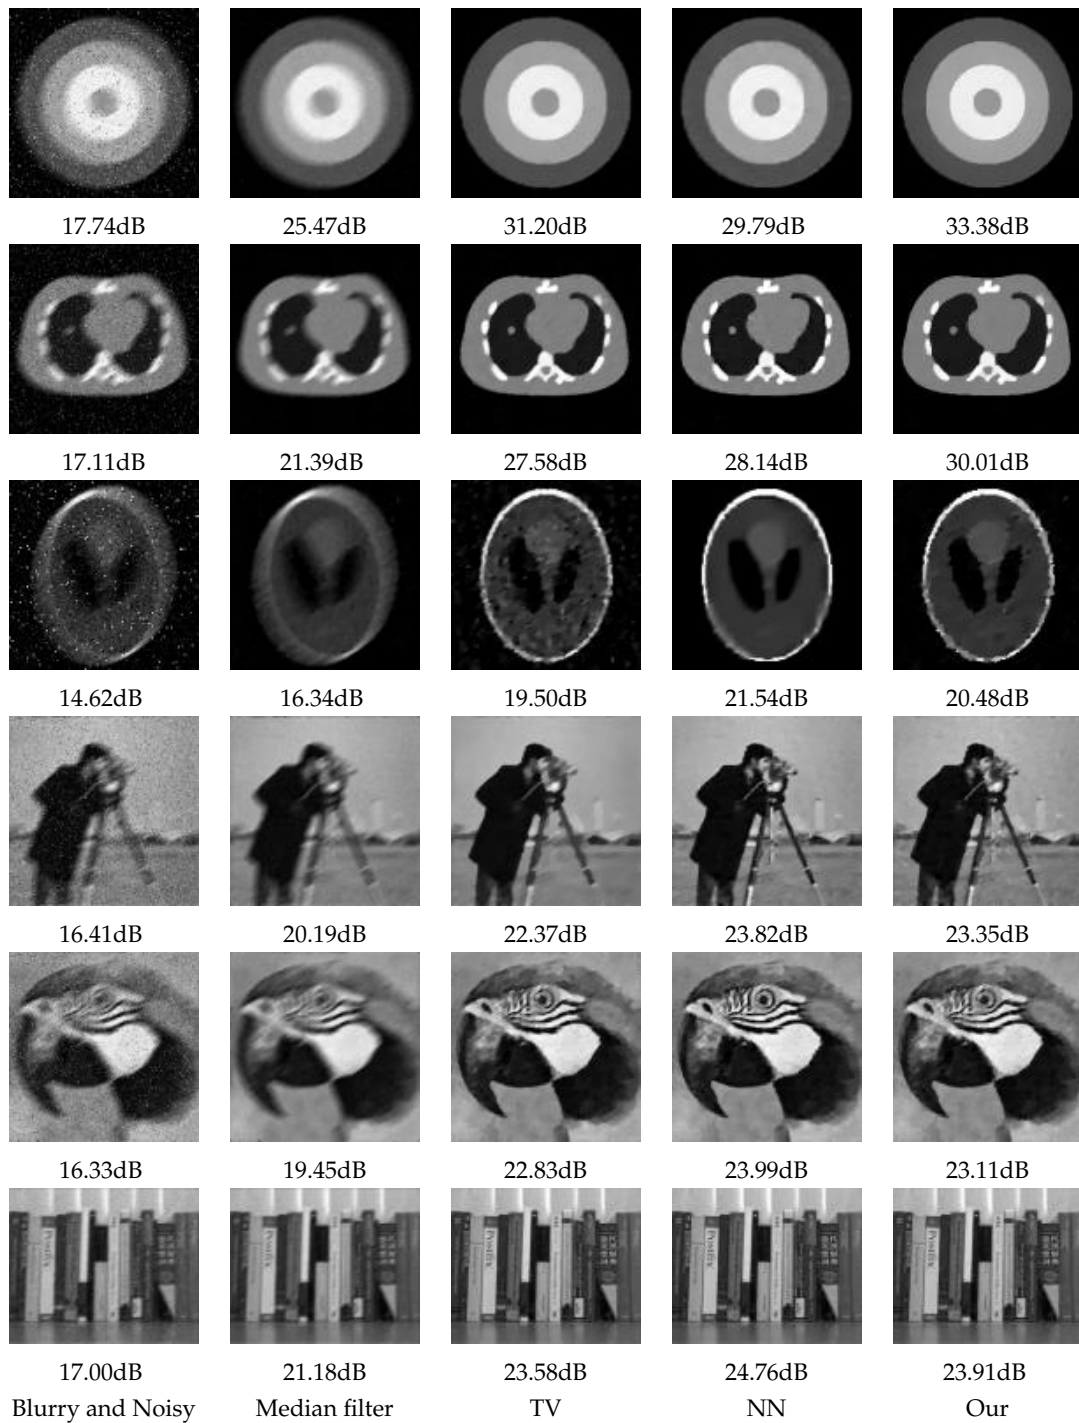 17.74dB 25.47dB 31.20dB 29.79dB 33.38dB
17.11dB 21.39dB 27.58dB 28.14dB 30.01dB
14.62dB 16.34dB 19.50dB 21.54dB 20.48dB
16.41dB 20.19dB 22.37dB 23.82dB 23.35dB
16.33dB 19.45dB 22.83dB 23.99dB 23.11dB
17.00dB 21.18dB 23.58dB 24.76dB 23.91dB
Blurry and Noisy Median filter TV NN Our